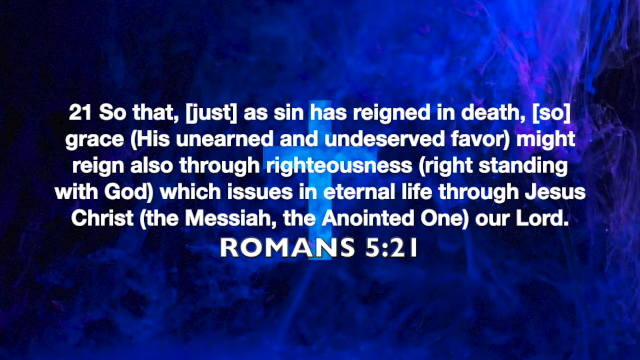 21 So that, [just] as sin has reigned in death, [so]
grace (His unearned and undeserved favor) might
reign also through righteousness (right standing
with God) which issues in eternal life through Jesus
Christ (the Messiah, the Anointed One) our Lord.
ROMANS 5:21